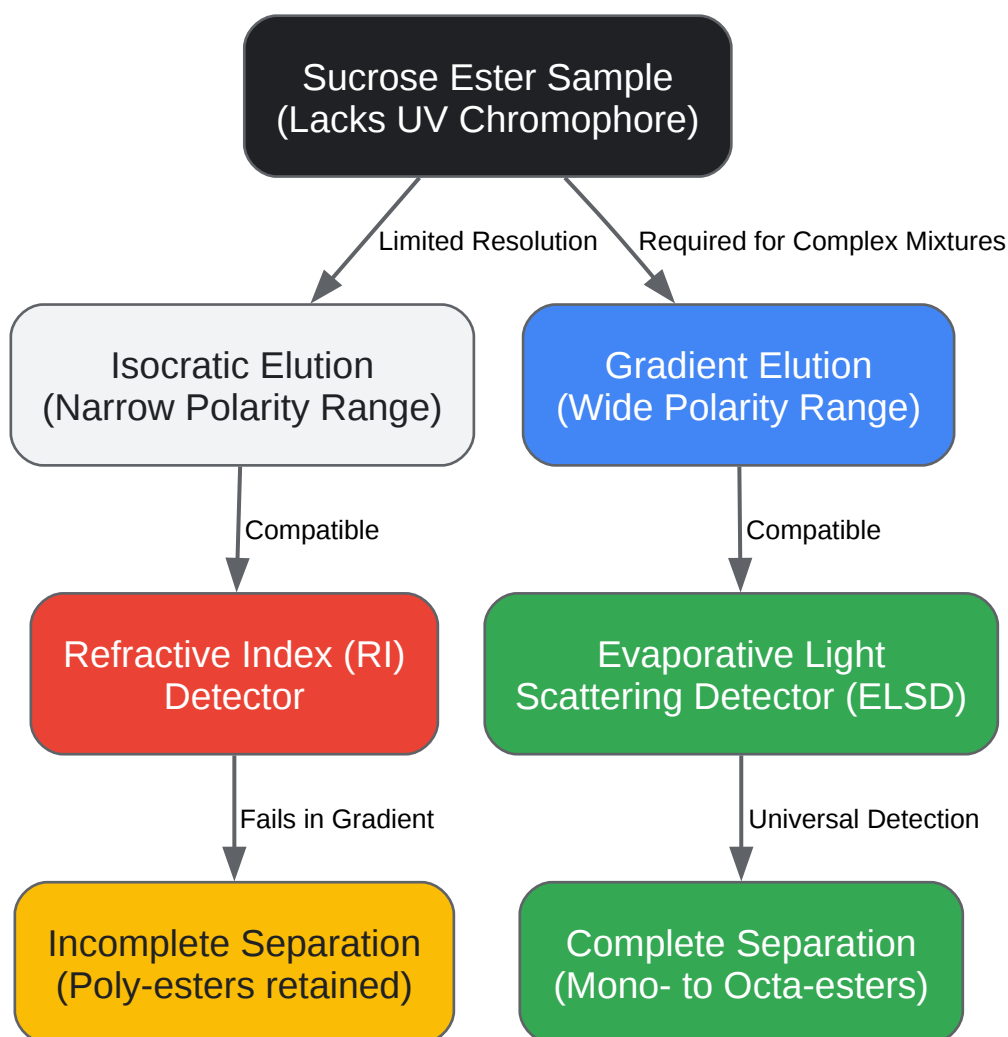 Sucrose Ester Sample
(Lacks UV Chromophore)
Limited Resolution
Required for Complex Mixtures
Isocratic Elution
(Narrow Polarity Range)
Gradient Elution
(Wide Polarity Range)
Compatible
Compatible
Refractive Index (RI)
Detector
Evaporative Light
Scattering Detector (ELSD)
Fails in Gradient
Universal Detection
Incomplete Separation
(Poly-esters retained)
Complete Separation
(Mono- to Octa-esters)